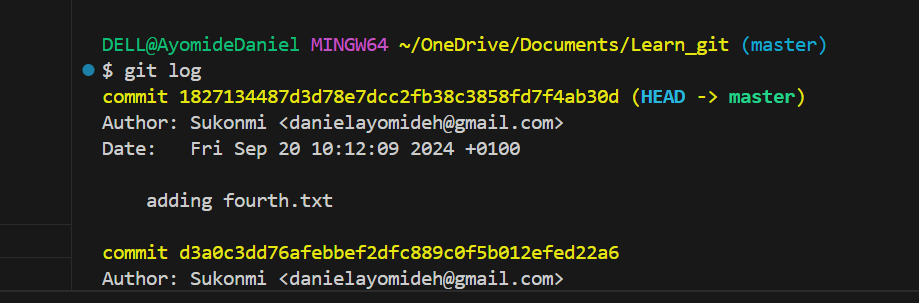 DELL@AyomideDaniel MINGW64 ~/OneDrive/Documents/Learn_git (master)
$ git log
commit 1827134487d3d78e7dcc2fb38c3858fd7f4ab30d (HEAD -> master)
Author: Sukonmi <danielayomideh@gmail.com>
Date:   Fri Sep 20 10:12:09 2024 +0100
    adding fourth.txt
commit d3a0c3dd76afebbef2dfc889c0f5b012efed22a6
Author: Sukonmi <danielayomideh@gmail.com>